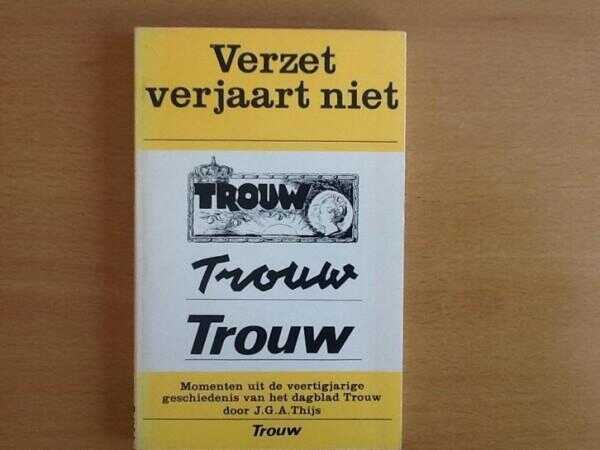 Verzet
verjaart niet
TROUW
Trouw
Trouw
Momenten uit de veertigjarige
geschiedenis van het dagblad Trouw
door J.G.A.Thijs
Trouw